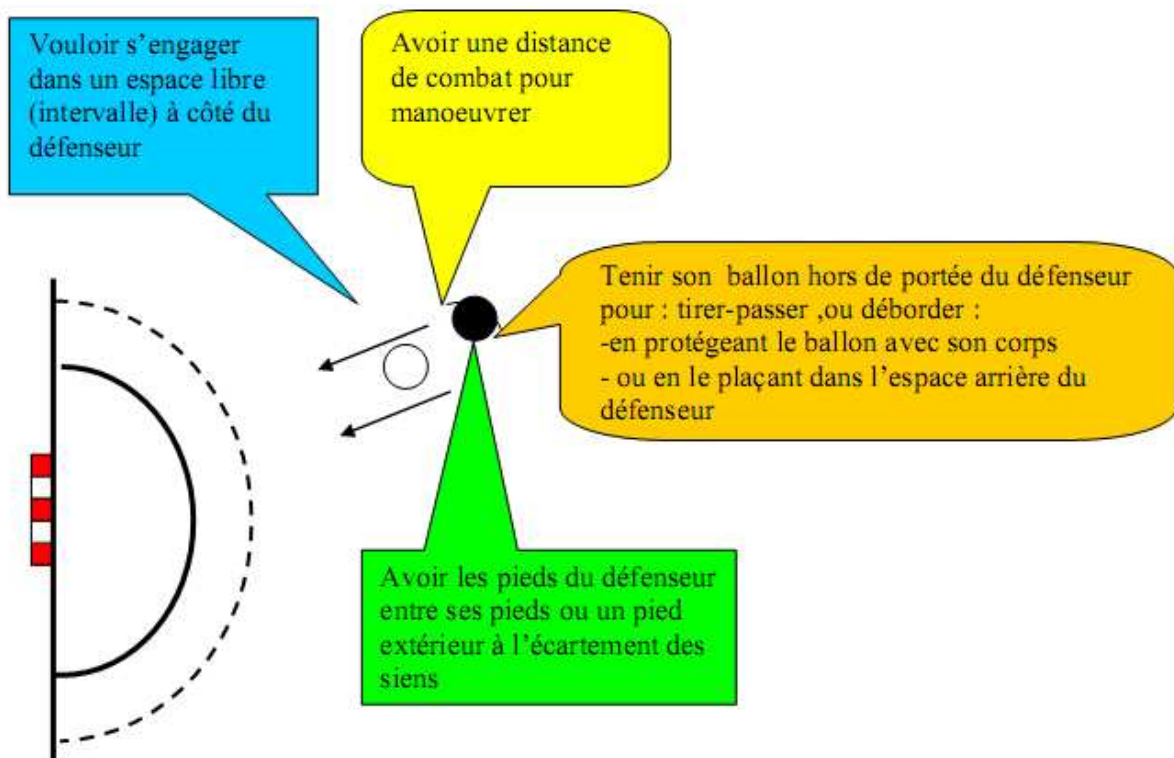 Vouloir s’engager
dans un espace libre
(intervalle) à côté du
défenseur
Avoir une distance
de combat pour
manoeuvrer
Tenir son ballon hors de portée du défenseur
pour : tirer-passer ,ou déborder :
-en protégeant le ballon avec son corps
- ou en le plaçant dans l’espace arrière du
défenseur
Avoir les pieds du défenseur
entre ses pieds ou un pied
extérieur à l’écartement des
siens